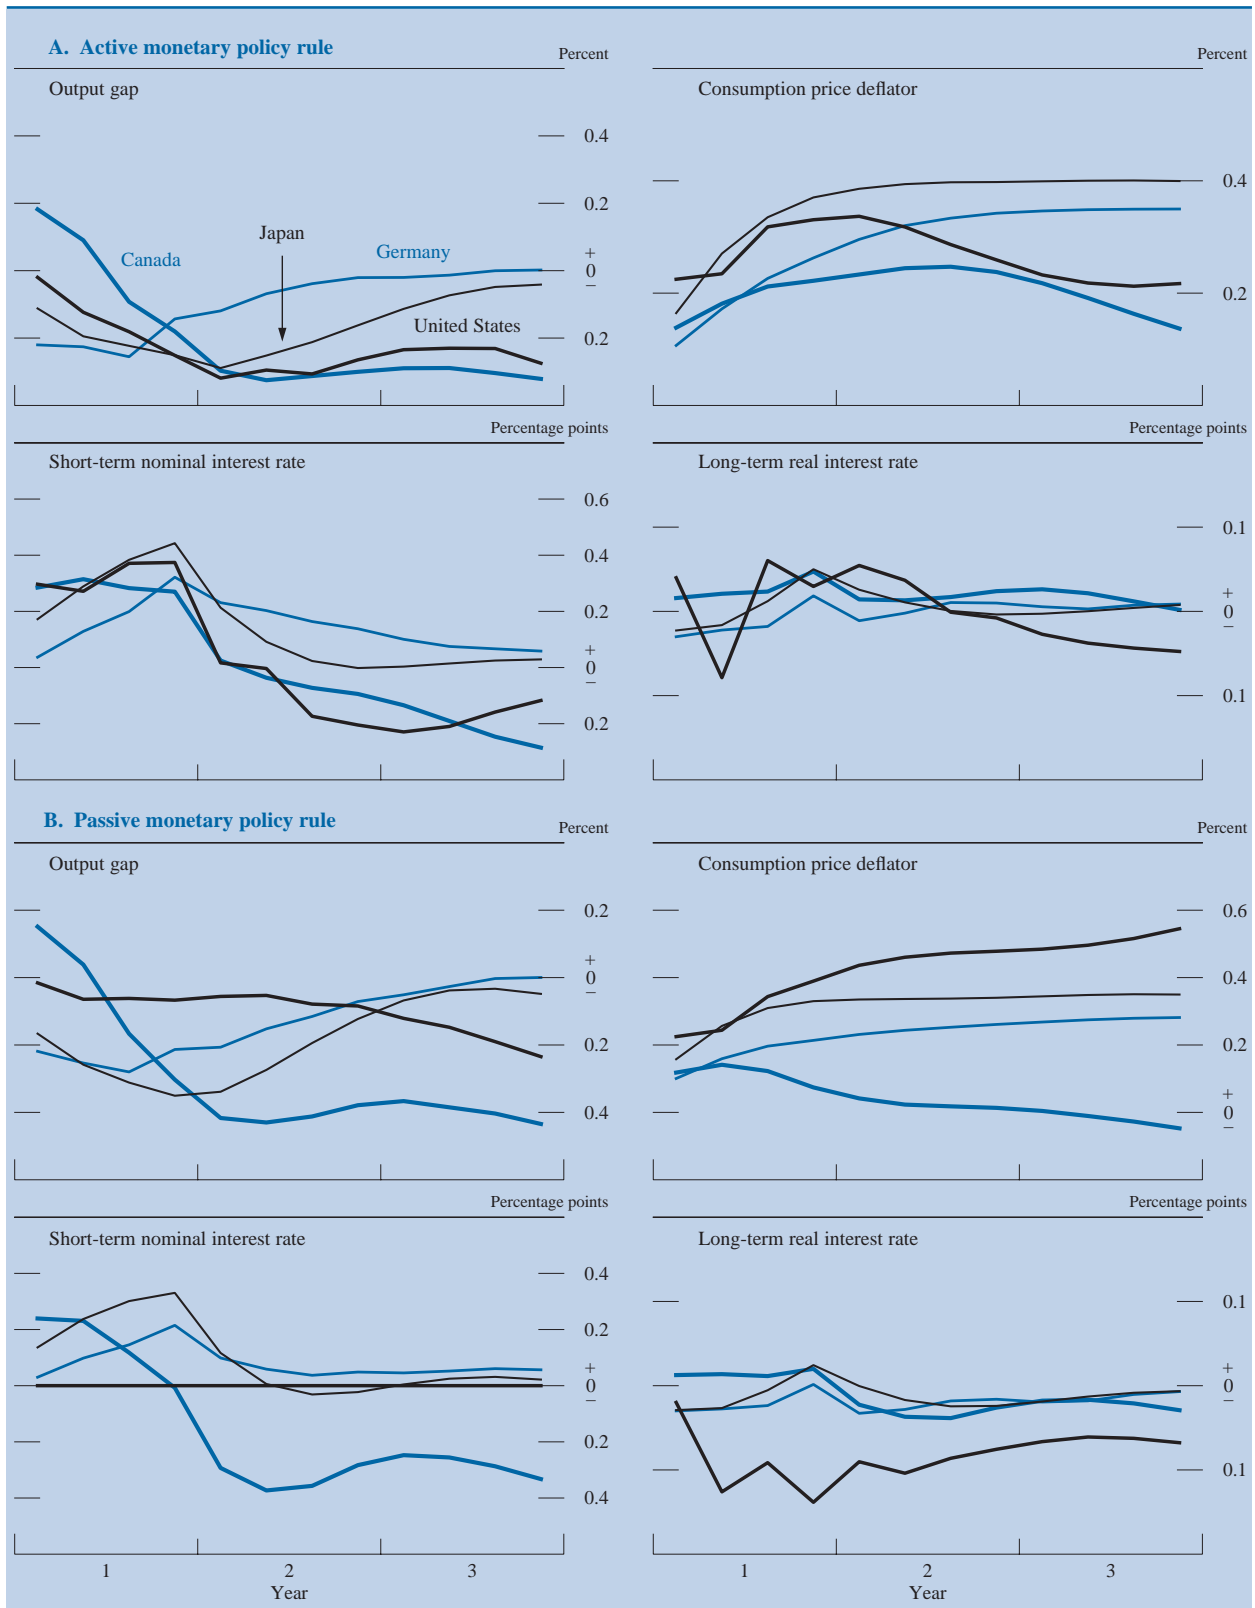 A. Active monetary policy rule
Percent
Percent
Output gap
Consumption price deflator
0.4
0.2
+
0
−
0.2
Canada
Japan
Germany
United States
0.4
0.2
Percentage points
Percentage points
Short-term nominal interest rate
Long-term real interest rate
0.6
0.4
0.2
+
0
−
0.2
0.1
+
0
−
0.1
B. Passive monetary policy rule
Percent
Percent
Output gap
Consumption price deflator
0.2
+
0
−
0.2
0.4
0.6
0.4
0.2
+
0
−
Percentage points
Percentage points
Short-term nominal interest rate
Long-term real interest rate
0.4
0.2
+
0
−
0.2
0.4
0.1
+
0
−
0.1
1 2 3
Year
1 2 3
Year